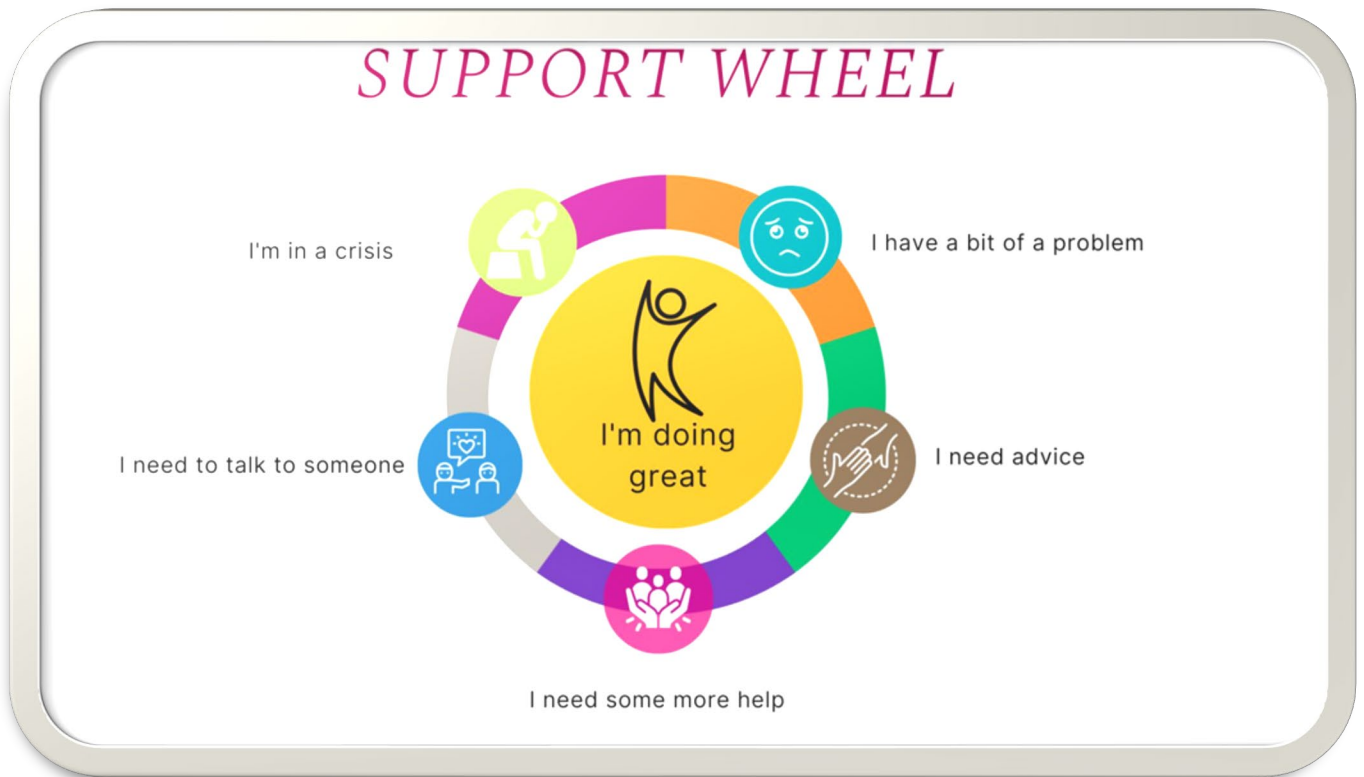 SUPPORT WHEEL
I'm in a crisis
I have a bit of a problem
I'm doing
great
I need to talk to someone
I need advice
I need some more help